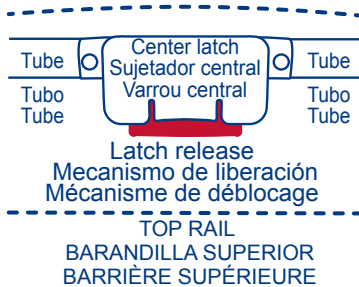 Center latch
Sujetador central
Varrou central
Tube
Tubo
Tube
Tube
Tubo
Tube
Latch release
Mecanismo de liberación
Mécanisme de déblocage
TOP RAIL
BARANDILLA SUPERIOR
BARRIÈRE SUPÉRIEURE